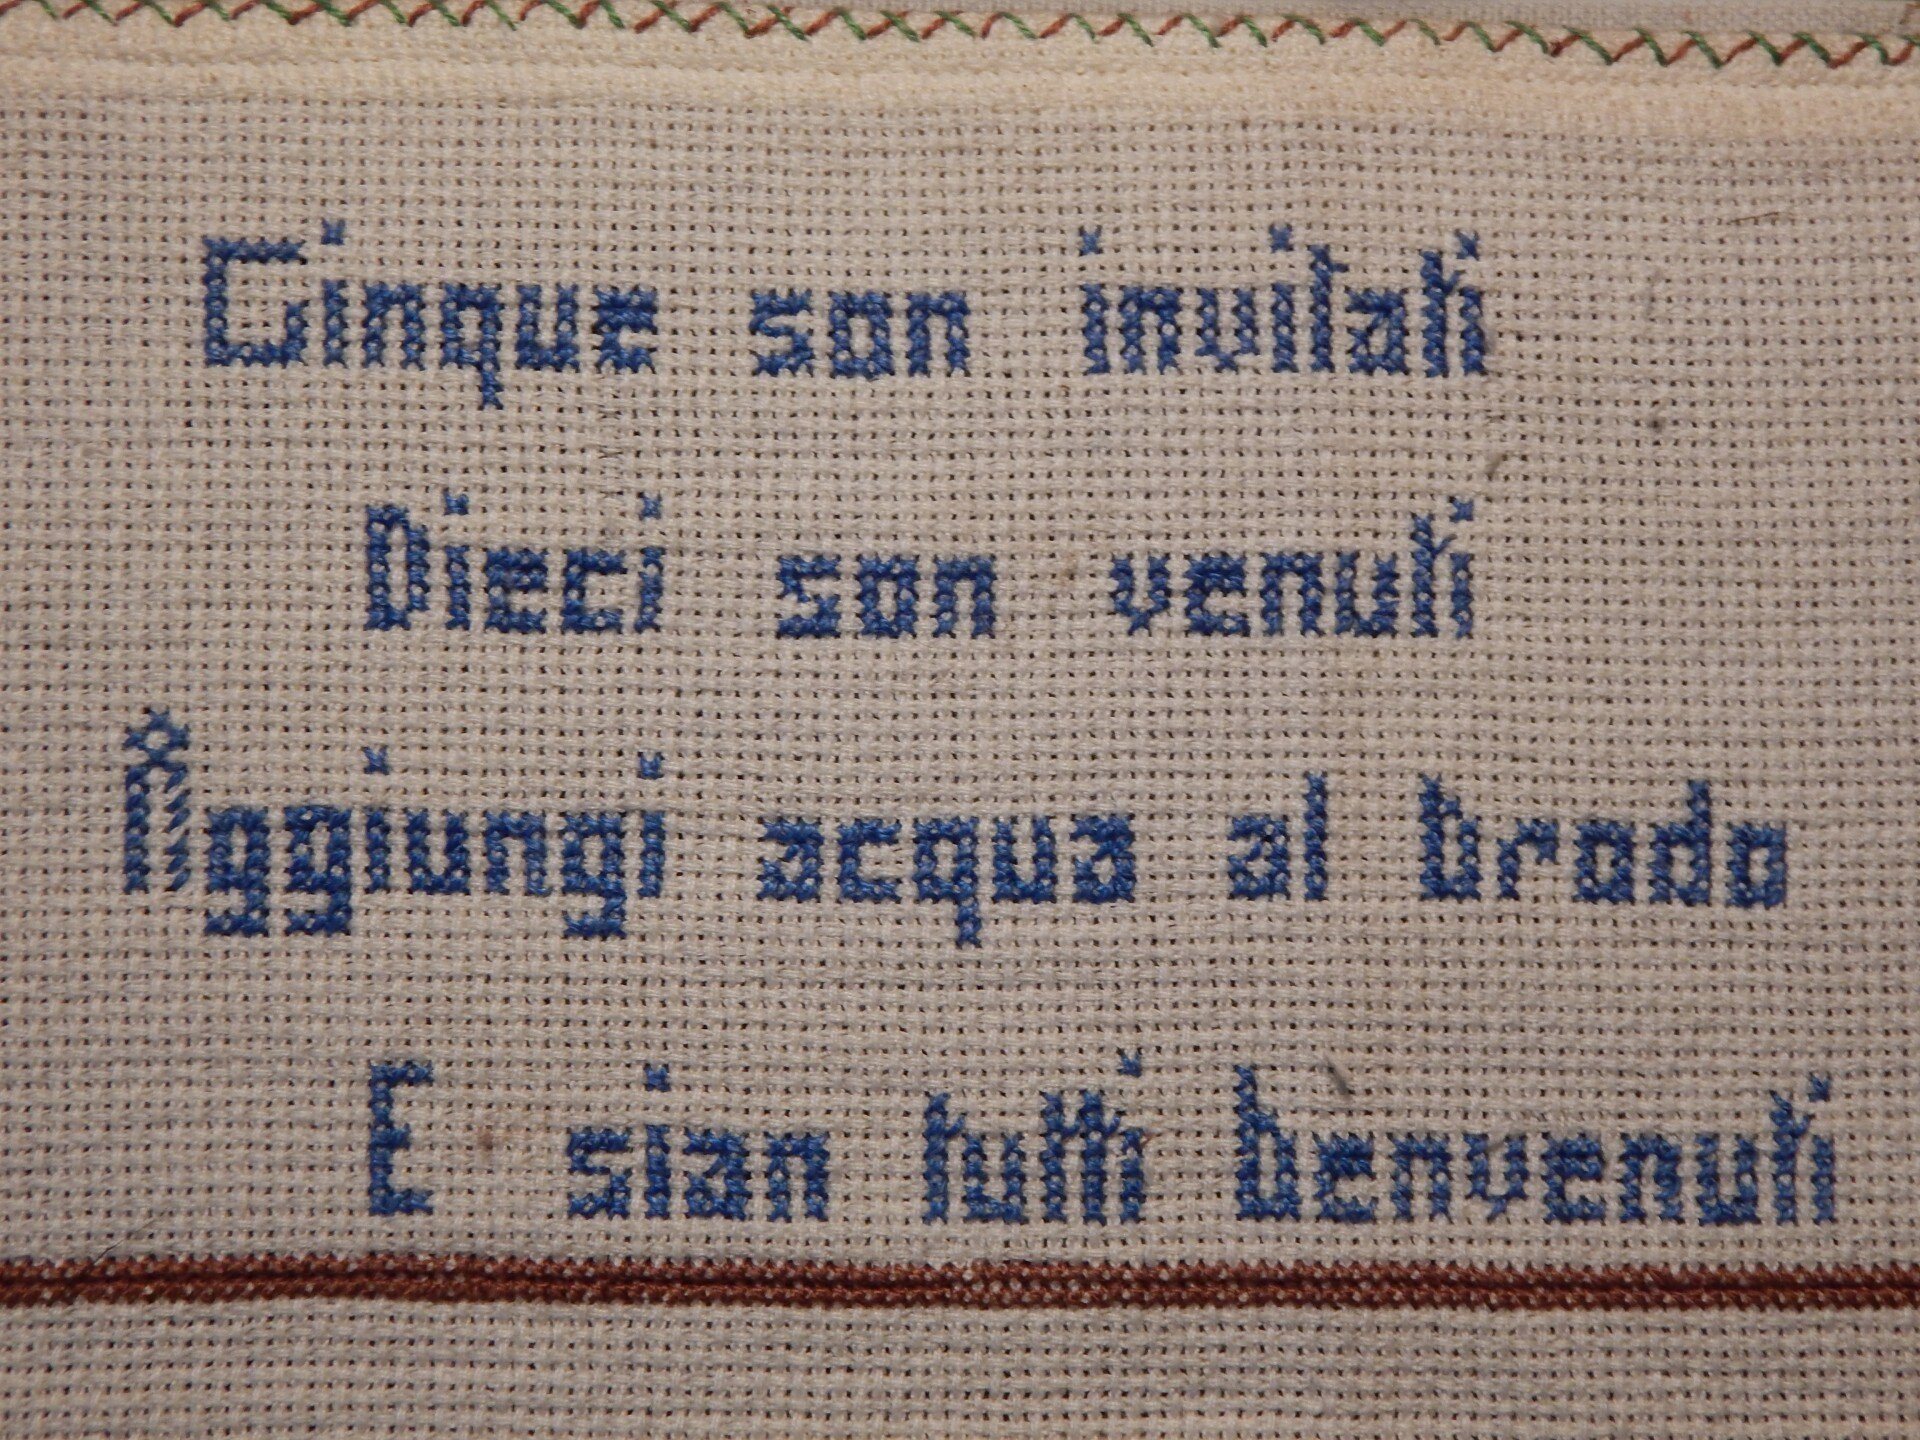 Cinque son invitati
Dieci son venuti
Aggiungi acqua al brodo
E sian tutti benvenuti